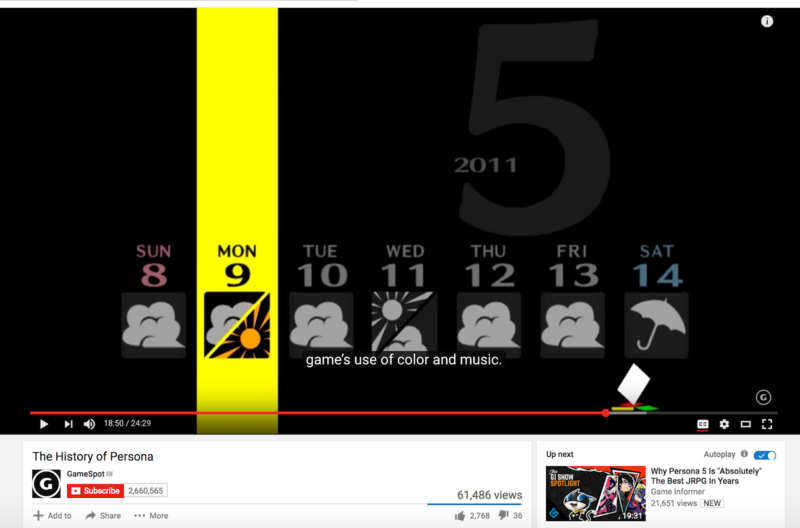 5
2011
SUN MON TUE WED THU FRI SAT
8 9 10 11 12 13 14
game's use of color and music.
18:50 / 24:29
CC
The History of Persona
G
GameSpot
Subscribe 2,660,565
61,486 views
Add to Share More
2,768 36
Up next
Autoplay
THE GI SHOW
SPOTLIGHT
19:31
Why Persona 5 Is "Absolutely"
The Best JRPG In Years
Game Informer
21,651 views NEW